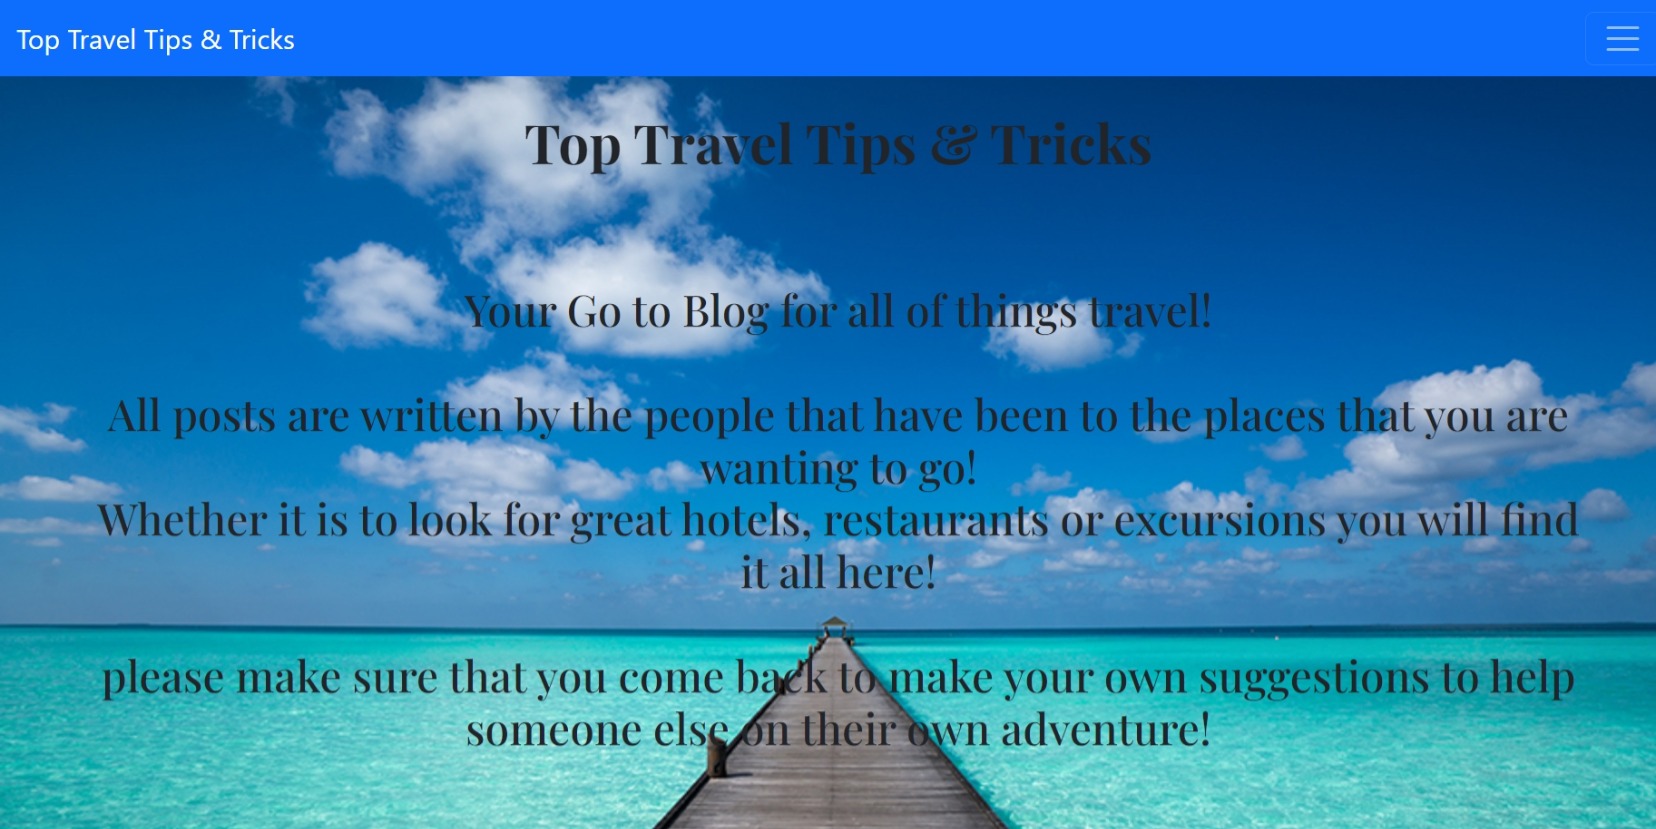 Top Travel Tips & Tricks
Top Travel Tips & Tricks
Your Go to Blog for all of things travel!
All posts are written by the people that have been to the places that you are
wanting to go!
Whether it is to look for great hotels, restaurants or excursions you will find
it all here!
please make sure that you come back to make your own suggestions to help
someone else on their own adventure!